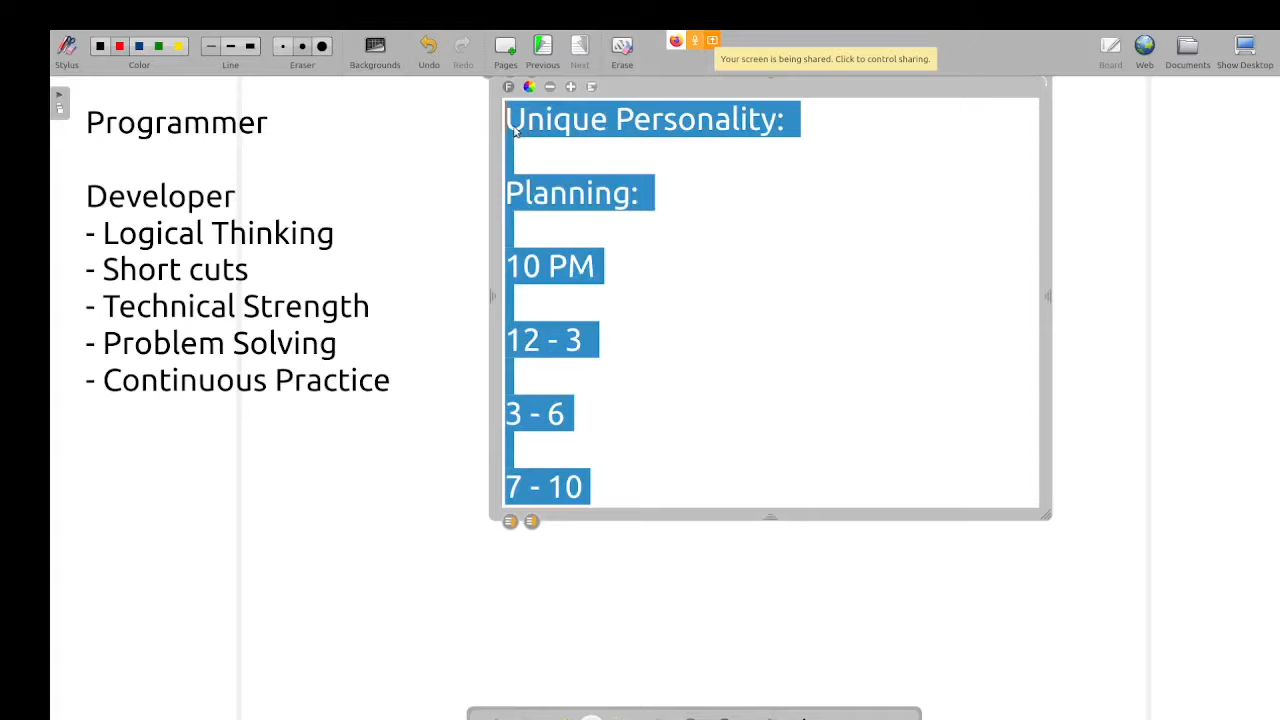 Stylus
Color
Line
Eraser
Backgrounds
Undo
Redo
Pages
Previous
Next
Erase
Your screen is being shared. Click to control sharing.
Board
Web
Documents
Show Desktop
Programmer
Developer
- Logical Thinking
- Short cuts
- Technical Strength
- Problem Solving
- Continuous Practice
F
Unique Personality:
Planning:
10 PM
12 - 3
3 - 6
7 - 10